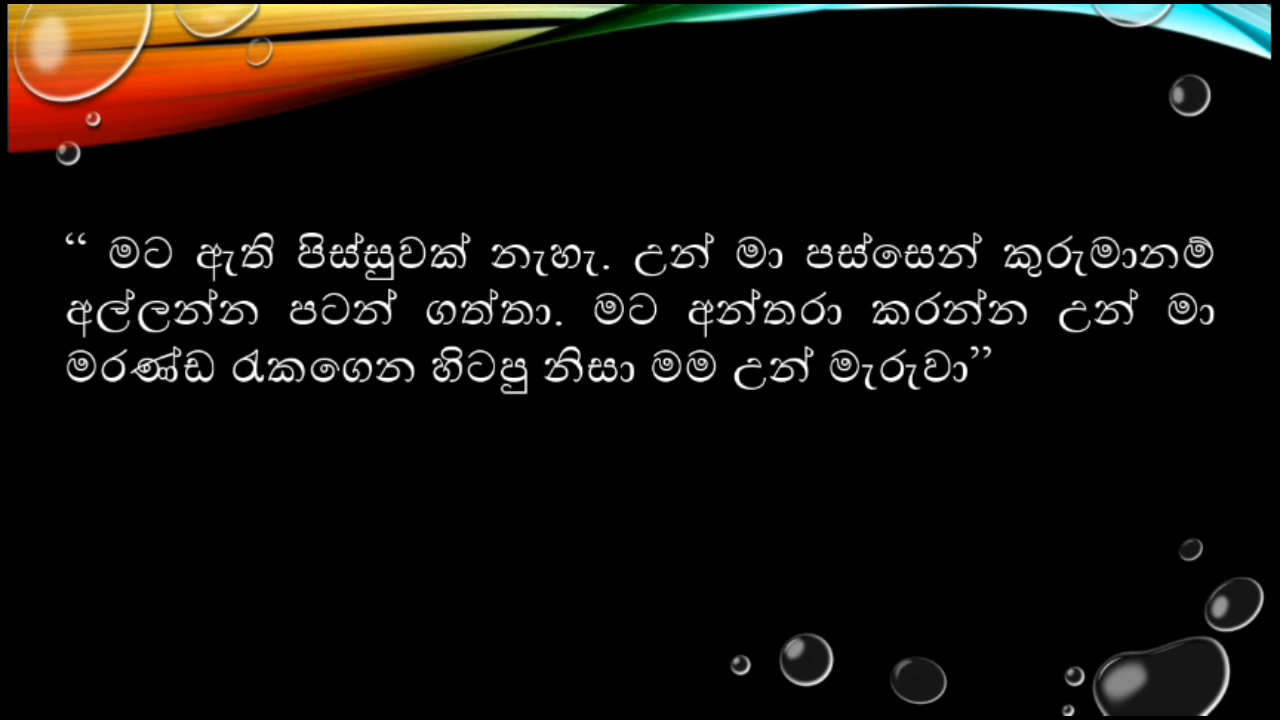 “ මට ඇති පිස්සුවක් නැහැ. උන් මා පස්සෙන් කුරුමානම්
අල්ලන්න පටන් ගත්තා. මට අන්තරා කරන්න උන් මා
මරණ්ඩ රැකගෙන හිටපු නිසා මම උන් මැරුවා”